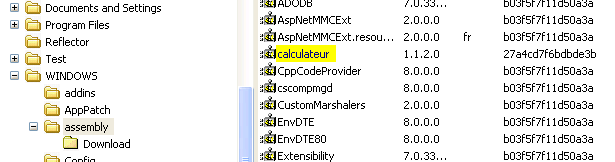 Documents and Settings
Program Files
Reflector
Test
WINDOWS
addins
AppPatch
assembly
Download
Config
ADODB 7.0.33... b03f5f7f11d50a3a
AspNetMMCExt 2.0.0.0 b03f5f7f11d50a3a
AspNetMMCExt.resou... 2.0.0.0 fr b03f5f7f11d50a3a
calculateur 1.1.2.0 27a4cd7f6bdbde3b
CppCodeProvider 8.0.0.0 b03f5f7f11d50a3a
cscompmgd 8.0.0.0 b03f5f7f11d50a3a
CustomMarshalers 2.0.0.0 b03f5f7f11d50a3a
EnvDTE 8.0.0.0 b03f5f7f11d50a3a
EnvDTE80 8.0.0.0 b03f5f7f11d50a3a
Extensibility 7.0.33... b03f5f7f11d50a3a